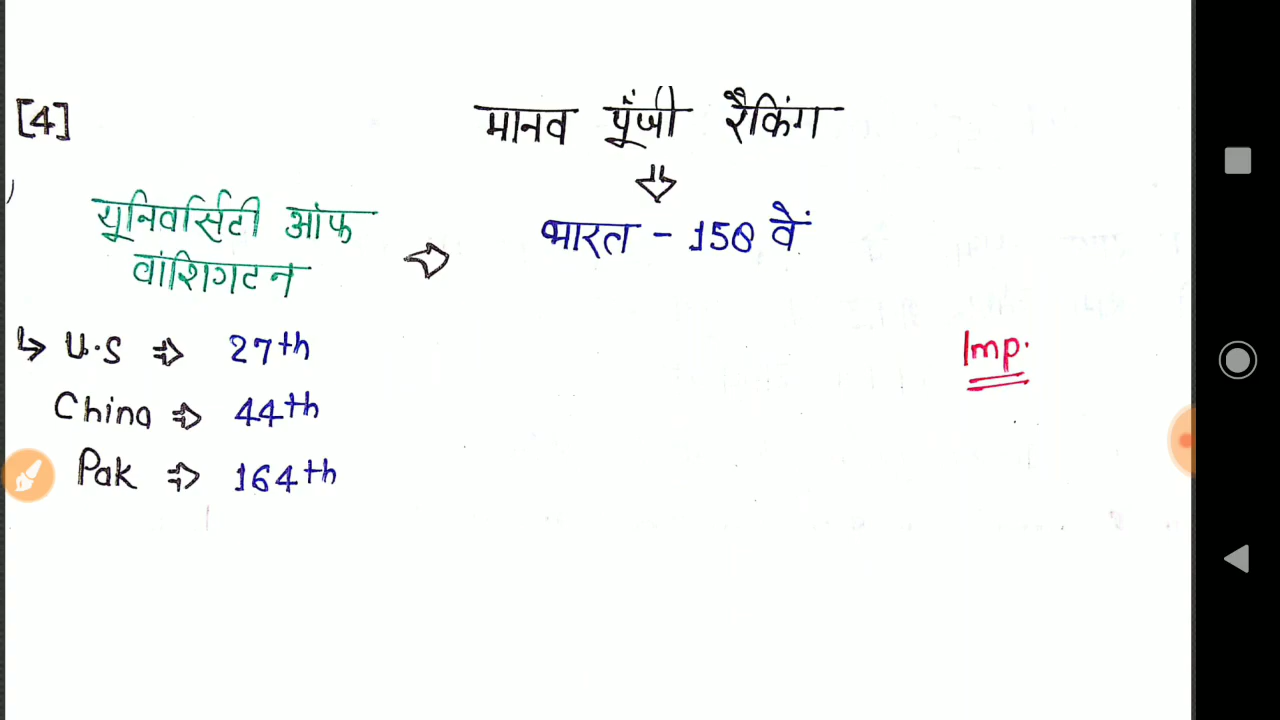 [4]
मानव पूँजी रैकिंग
यूनिवर्सिटी ऑफ
वांशिगटन
भारत - 158 वें
U.S ⇒ 27th
China ⇒ 44th
Pak ⇒ 164th
Imp.